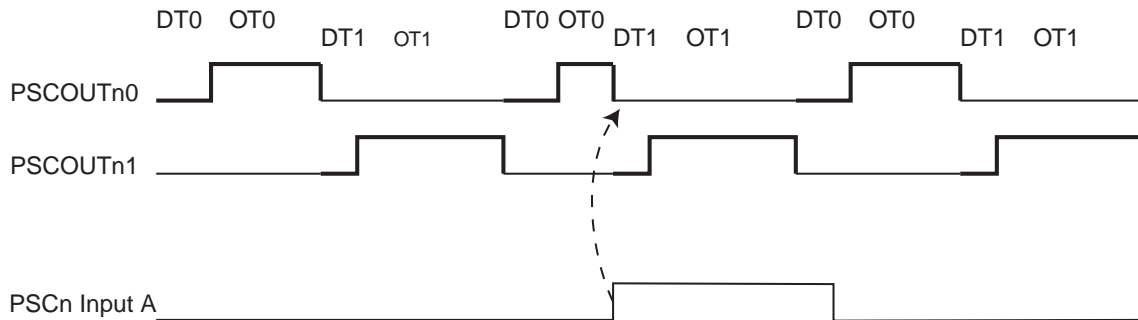 DT0 OT0 DT0 OT0 DT0 OT0
DT1 OT1 DT1 OT1 DT1 OT1
PSCOUTn0
PSCOUTn1
PSCn Input A